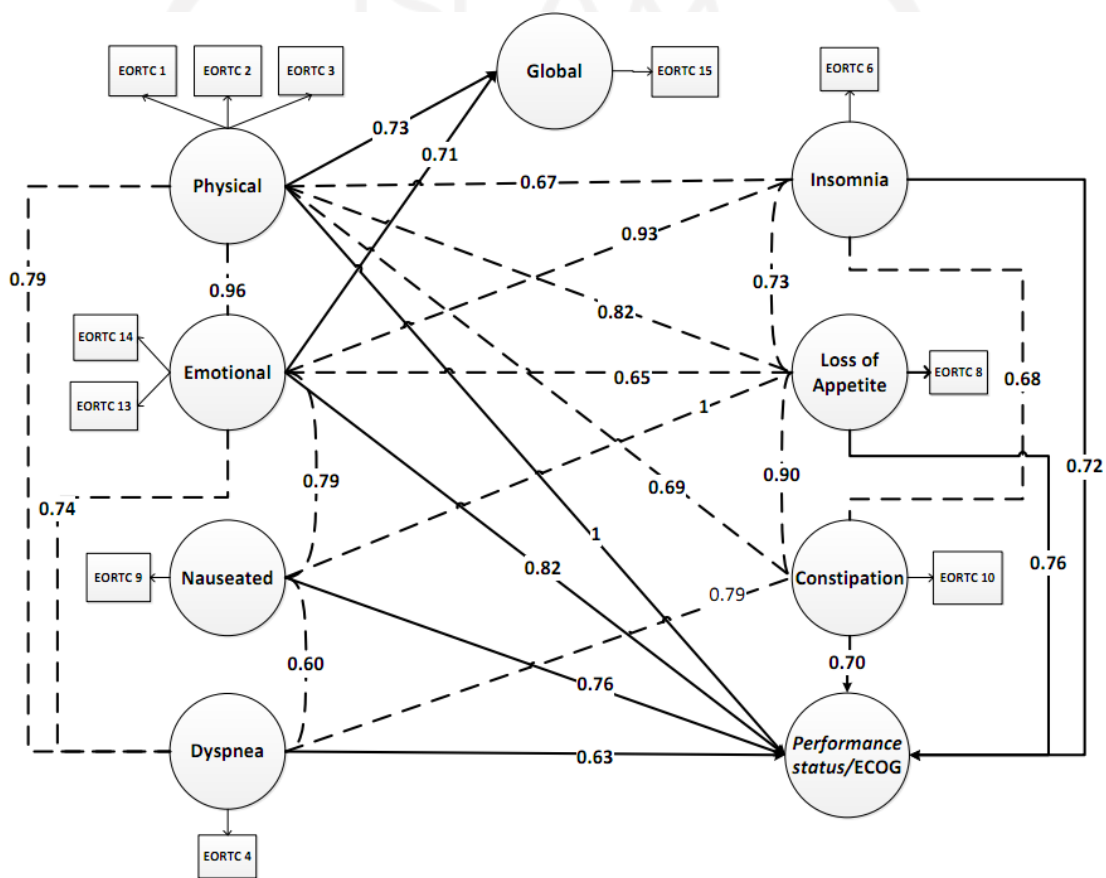 ISLAM
EORTC 1
EORTC 2
EORTC 3
Global
EORTC 15
EORTC 6
0.73
0.71
Physical
0.67
Insomnia
0.93
0.79
0.96
0.73
0.82
EORTC 14
Emotional
0.65
Loss of
Appetite
EORTC 8
0.68
EORTC 13
1
0.72
0.79
0.90
0.74
0.69
1
0.76
EORTC 9
Nauseated
0.82
0.79
Constipation
EORTC 10
0.60
0.70
0.76
Dyspnea
0.63
Performance
status/ECOG
EORTC 4